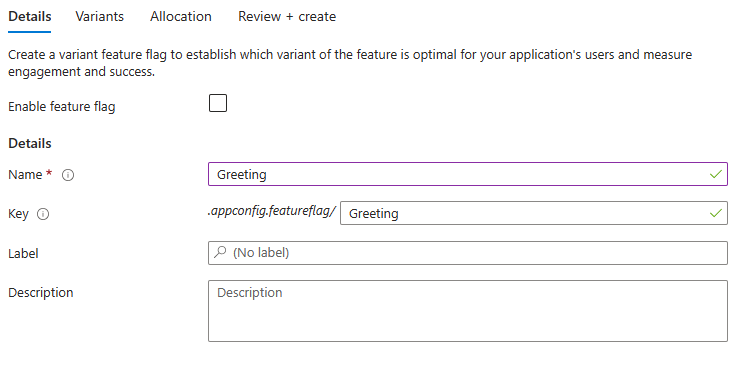 Details Variants Allocation Review + create
Create a variant feature flag to establish which variant of the feature is optimal for your application's users and measure
engagement and success.
Enable feature flag
Details
Name * Greeting
Key .appconfig.featureflag/ Greeting
Label (No label)
Description Description